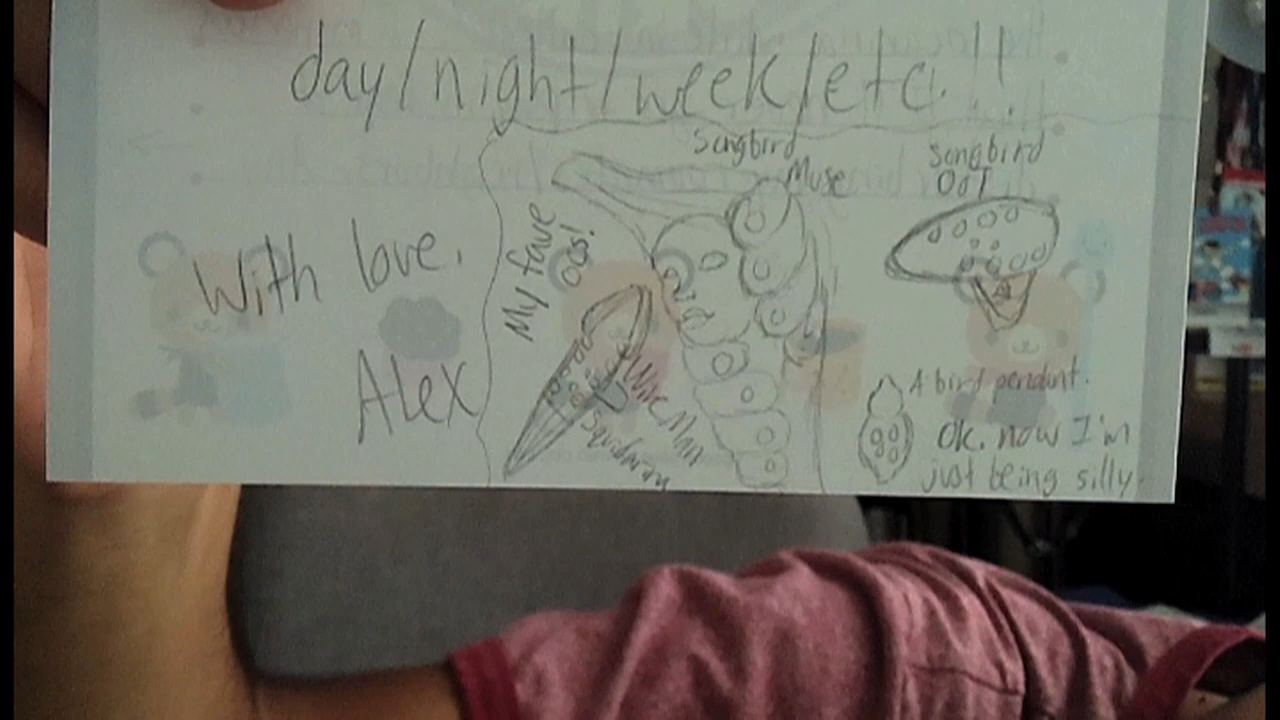 day/night/week/etc.!!
Songbird
Muse
Songbird
OoT
My fave
Ocs!
With love,
Alex
A bird pendant.
Ok. now I'm
just being silly.